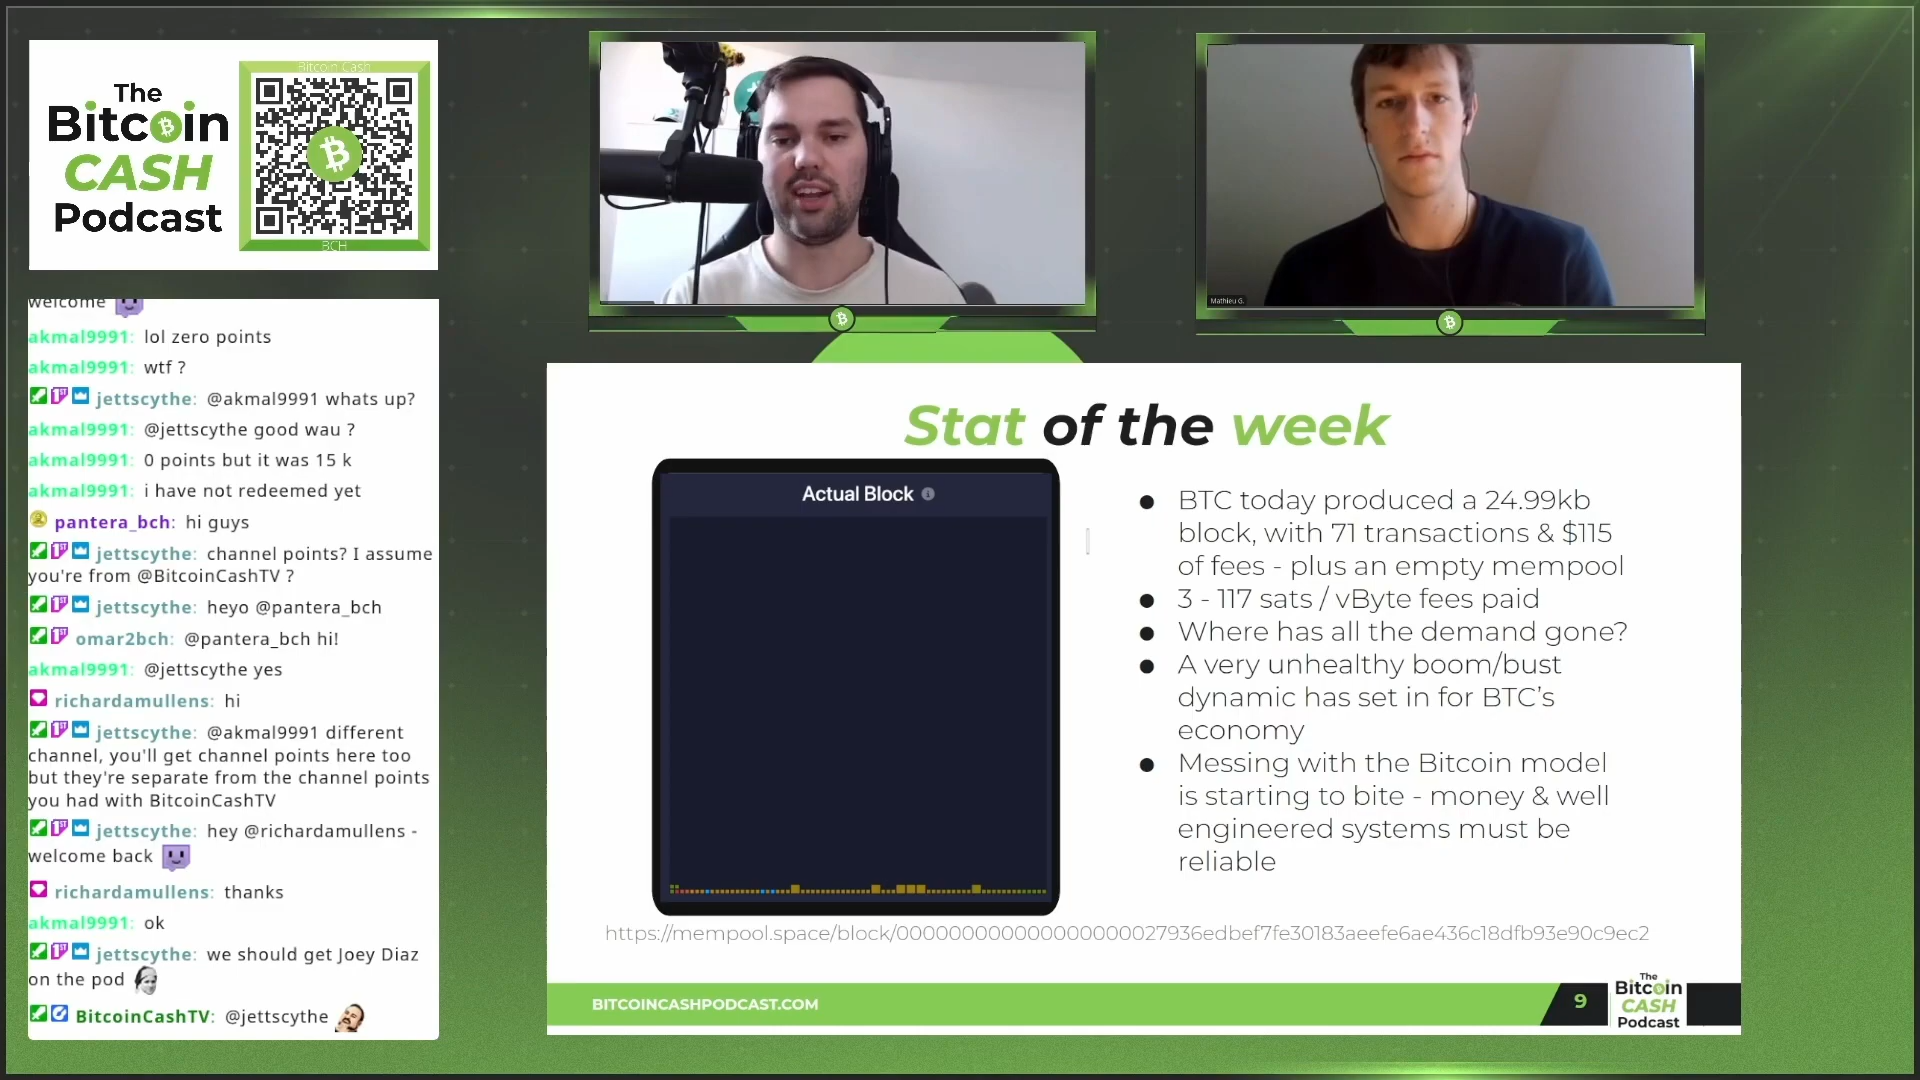 The
Bitcoin
CASH
Podcast
Bitcoin Cash
BCH
welcome
akmal9991: lol zero points
akmal9991: wtf ?
jettscythe: @akmal9991 whats up?
akmal9991: @jettscythe good wau ?
akmal9991: 0 points but it was 15 k
akmal9991: i have not redeemed yet
pantera_bch: hi guys
jettscythe: channel points? I assume
you're from @BitcoinCashTV ?
jettscythe: heyo @pantera_bch
omar2bch: @pantera_bch hi!
akmal9991: @jettscythe yes
richardamullens: hi
jettscythe: @akmal9991 different
channel, you'll get channel points here too
but they're separate from the channel points
you had with BitcoinCashTV
jettscythe: hey @richardamullens -
welcome back
richardamullens: thanks
akmal9991: ok
jettscythe: we should get Joey Diaz
on the pod
BitcoinCashTV: @jettscythe
Mathieu G.
Stat of the week
Actual Block
● BTC today produced a 24.99kb
block, with 71 transactions & $115
of fees - plus an empty mempool
● 3 - 117 sats / vByte fees paid
● Where has all the demand gone?
● A very unhealthy boom/bust
dynamic has set in for BTC's
economy
● Messing with the Bitcoin model
is starting to bite - money & well
engineered systems must be
reliable
https://mempool.space/block/00000000000000000027936edbef7fe30183aeefe6ae436c18dfb93e90c9ec2
BITCOINCASHPODCAST.COM
9
The
Bitcoin
CASH
Podcast